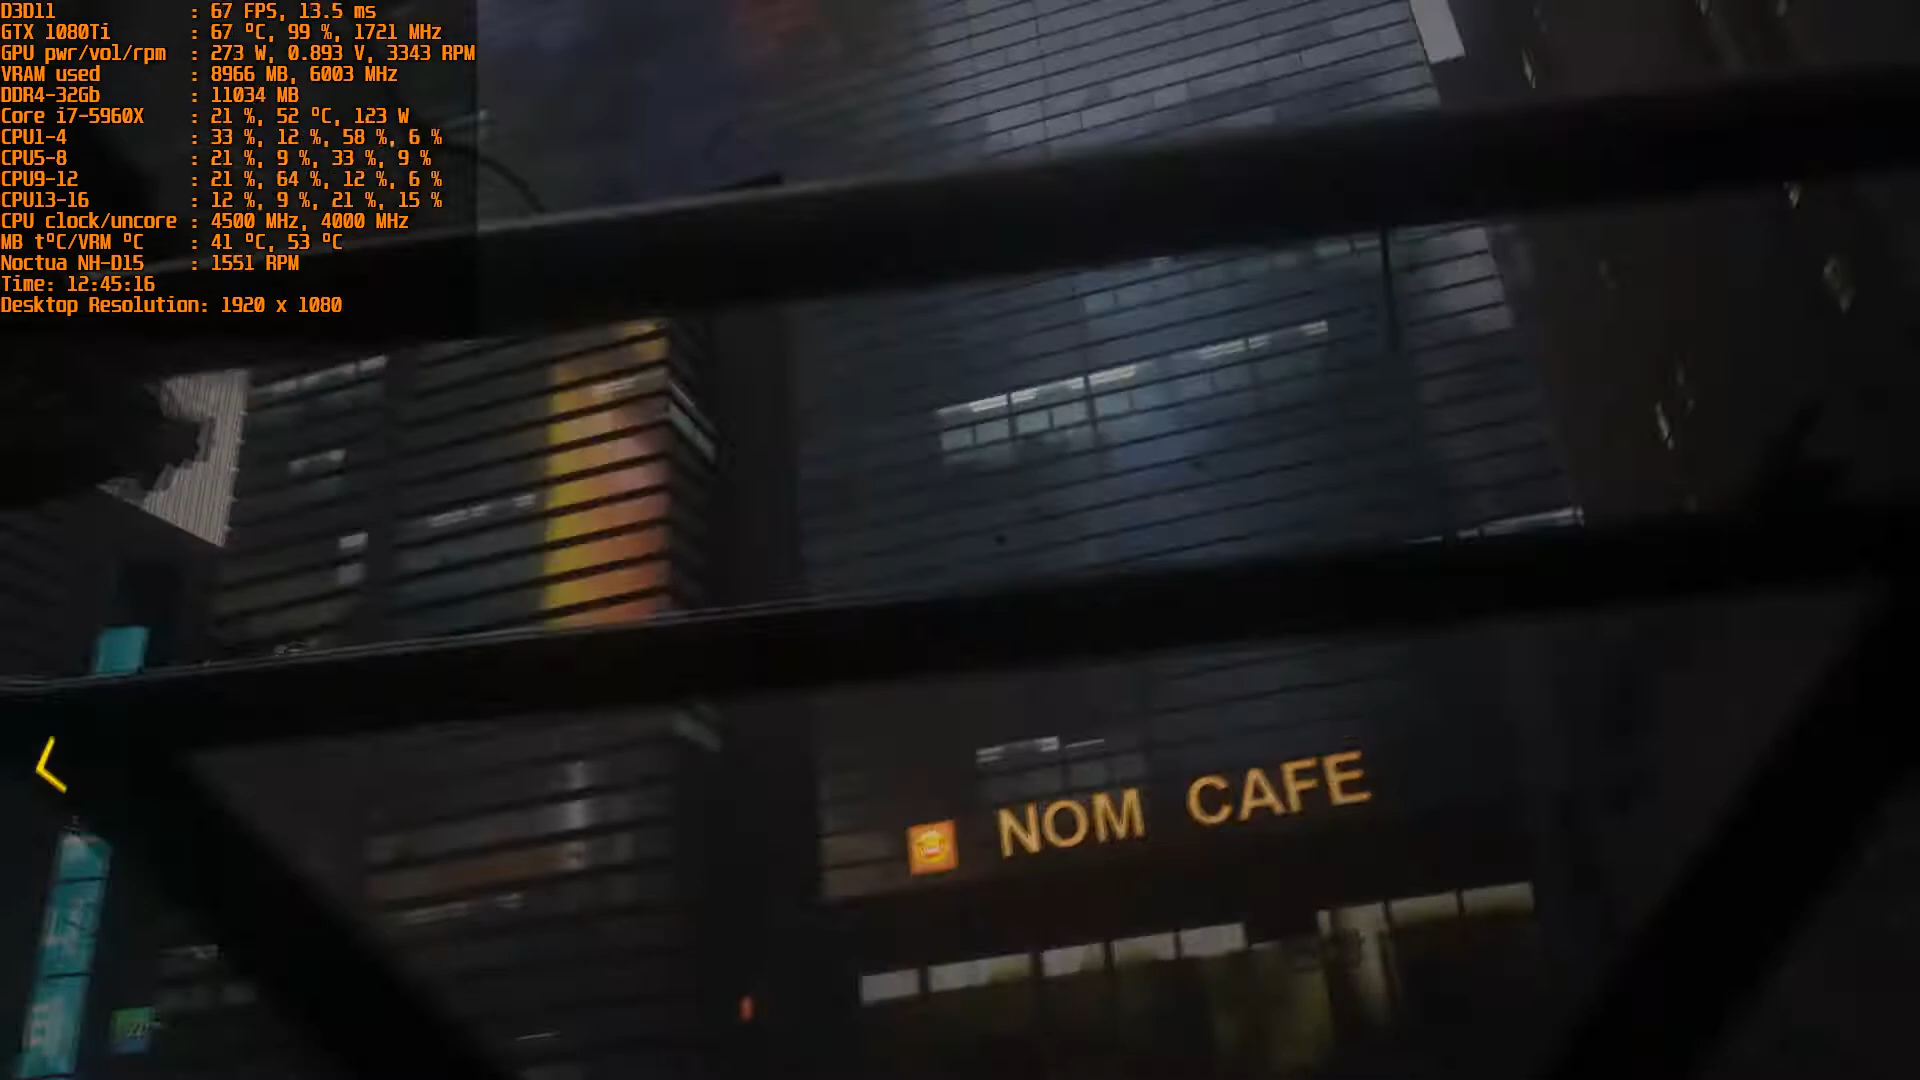 D3D11 : 67 FPS, 13.5 ms
GTX 1080Ti : 67 °C, 99 %, 1721 MHz
GPU pwr/vol/rpm : 273 W, 0.893 V, 3343 RPM
VRAM used : 8966 MB, 6003 MHz
DDR4-32Gb : 11034 MB
Core i7-5960X : 21 %, 52 °C, 123 W
CPU1-4 : 33 %, 12 %, 58 %, 6 %
CPU5-8 : 21 %, 9 %, 33 %, 9 %
CPU9-12 : 21 %, 64 %, 12 %, 6 %
CPU13-16 : 12 %, 9 %, 21 %, 15 %
CPU clock/uncore : 4500 MHz, 4000 MHz
MB t°C/VRM °C : 41 °C, 53 °C
Noctua NH-D15 : 1551 RPM
Time: 12:45:16
Desktop Resolution: 1920 x 1080
NOM CAFE